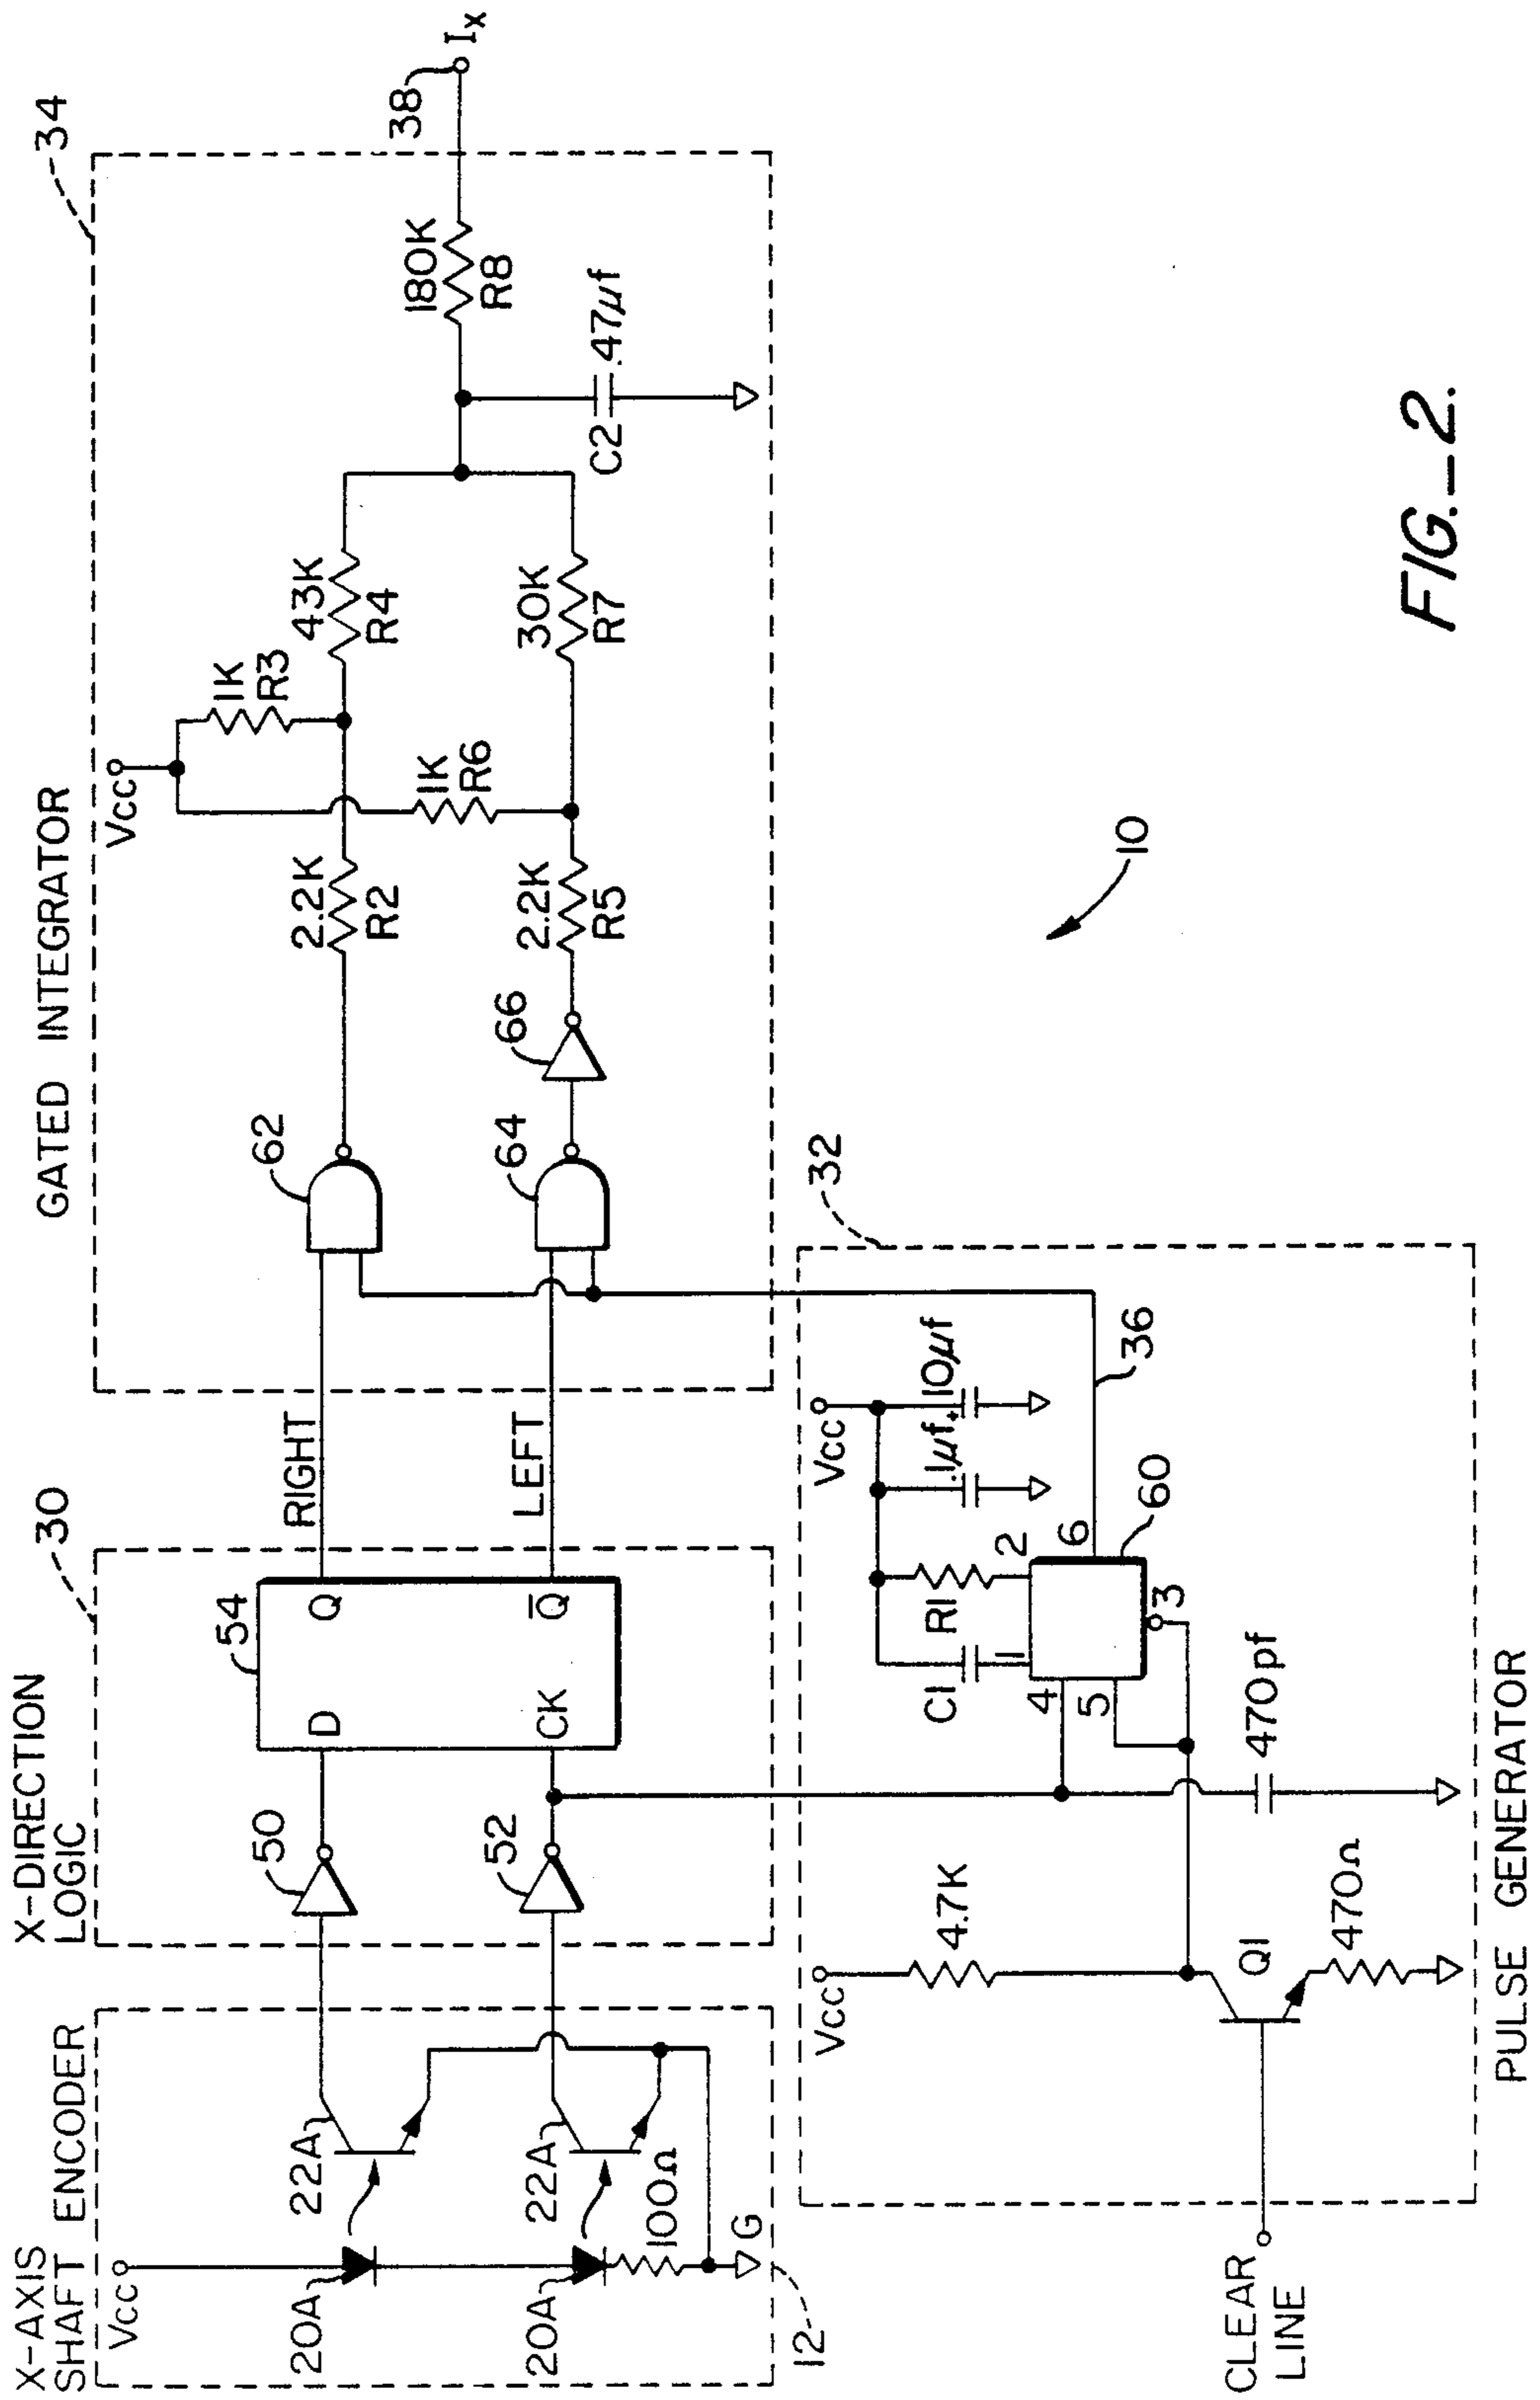 X-AXIS
SHAFT ENCODER
Vcc
20A
22A
20A
22A
100Ω
G
12
X-DIRECTION
LOGIC
30
50
52
54
D
Q
CK
Q̅
RIGHT
LEFT
GATED INTEGRATOR
34
62
64
66
Vcc
2.2K
R2
1K
R3
43K
R4
2.2K
R5
1K
R6
30K
R7
180K
R8
C2
.47µf
38
Ix
CLEAR
LINE
PULSE GENERATOR
32
Vcc
4.7K
Q1
470Ω
470pf
Vcc
C1
R1
.1µf
+
10µf
1
2
3
4
5
6
60
36
10
FIG._2.